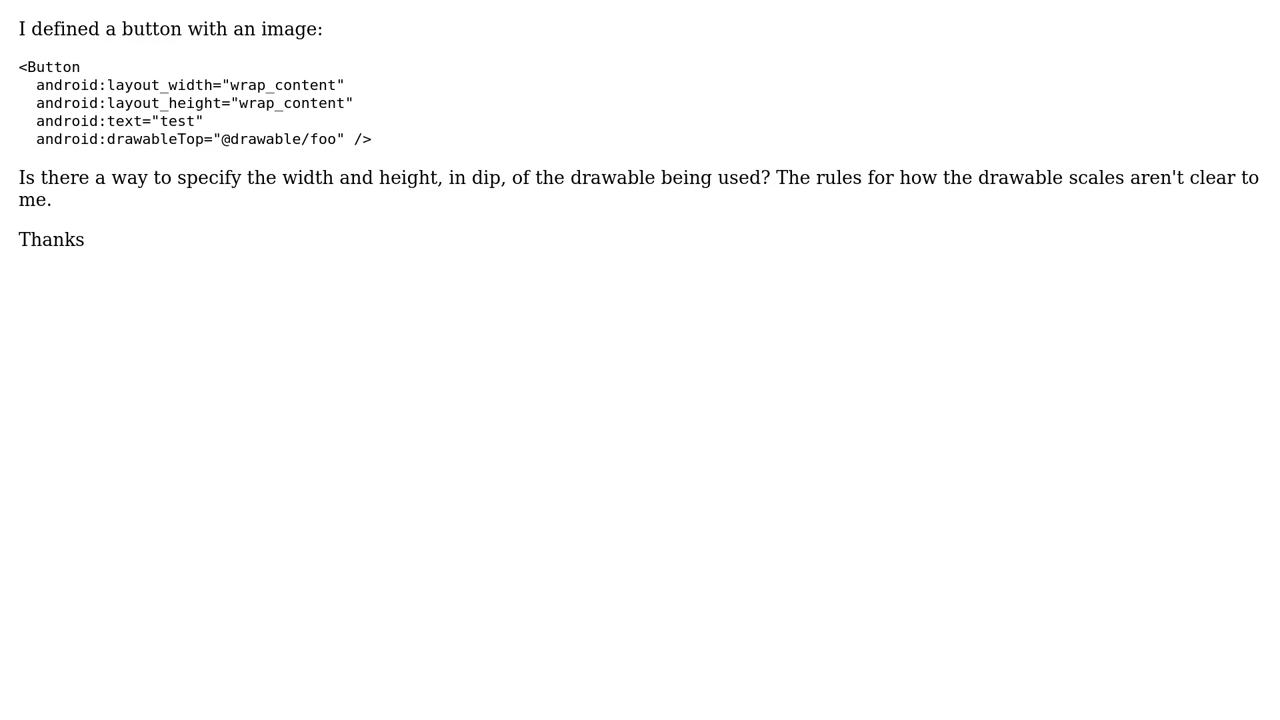 I defined a button with an image:
<Button
  android:layout_width="wrap_content"
  android:layout_height="wrap_content"
  android:text="test"
  android:drawableTop="@drawable/foo" />
Is there a way to specify the width and height, in dip, of the drawable being used? The rules for how the drawable scales aren't clear to
me.
Thanks